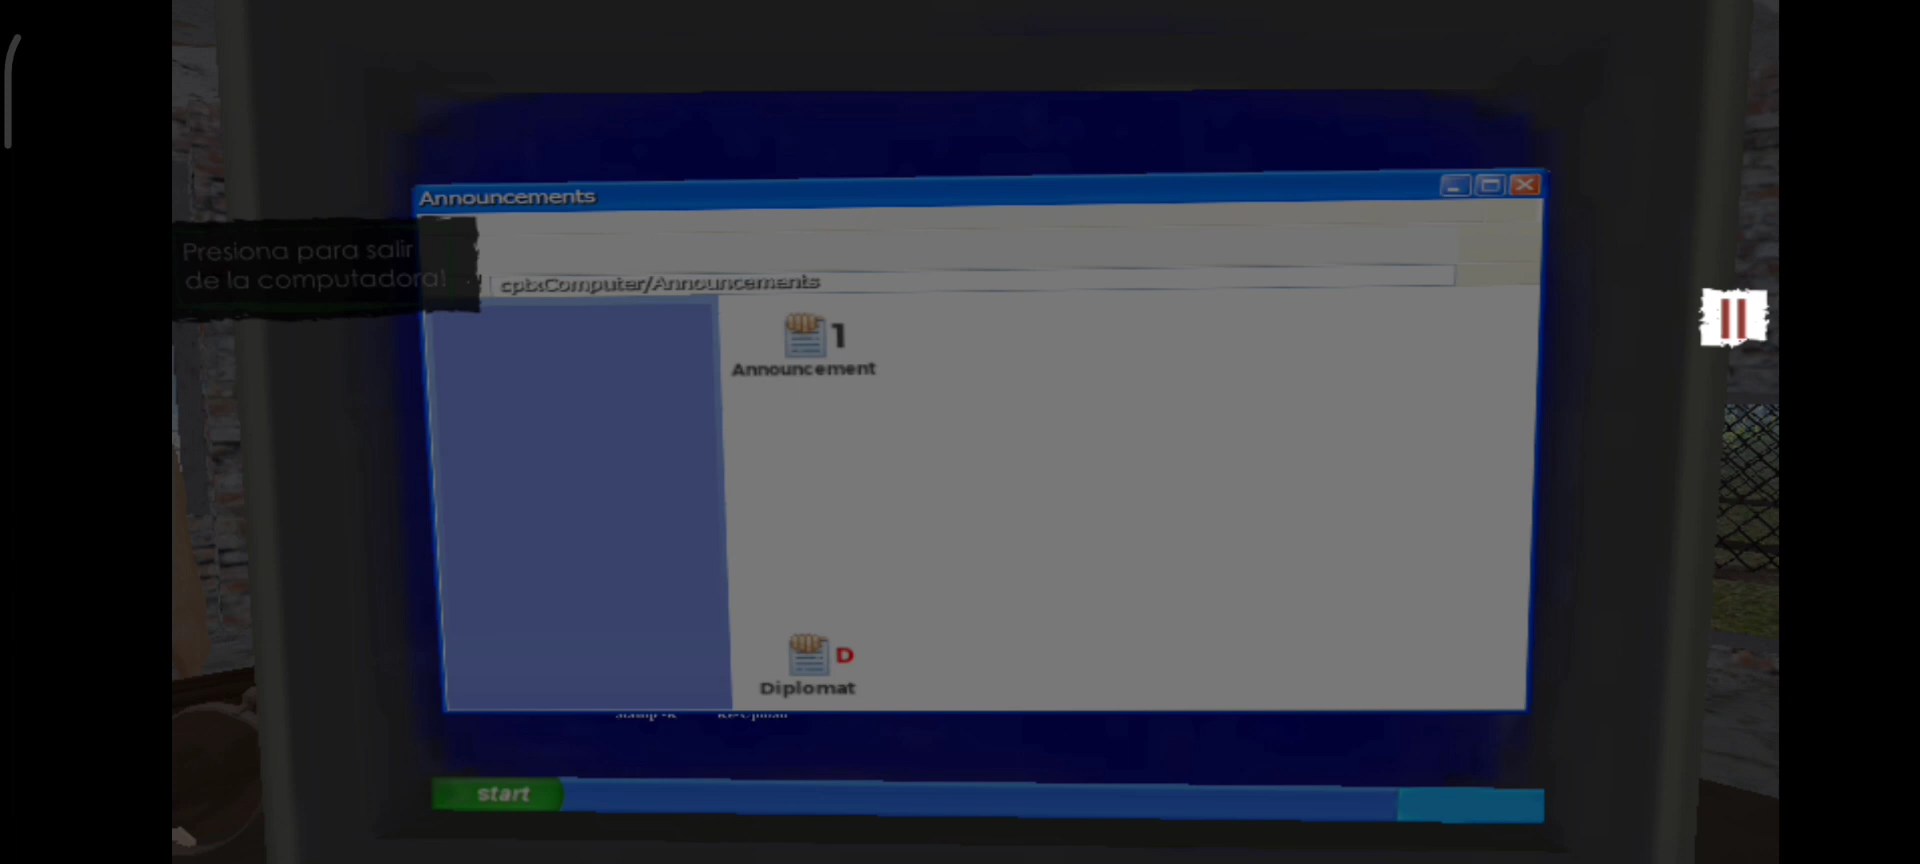 Announcements
Presiona para salir
de la computadora!
cpbxComputer/Announcements
1
Announcement
D
Diplomat
start